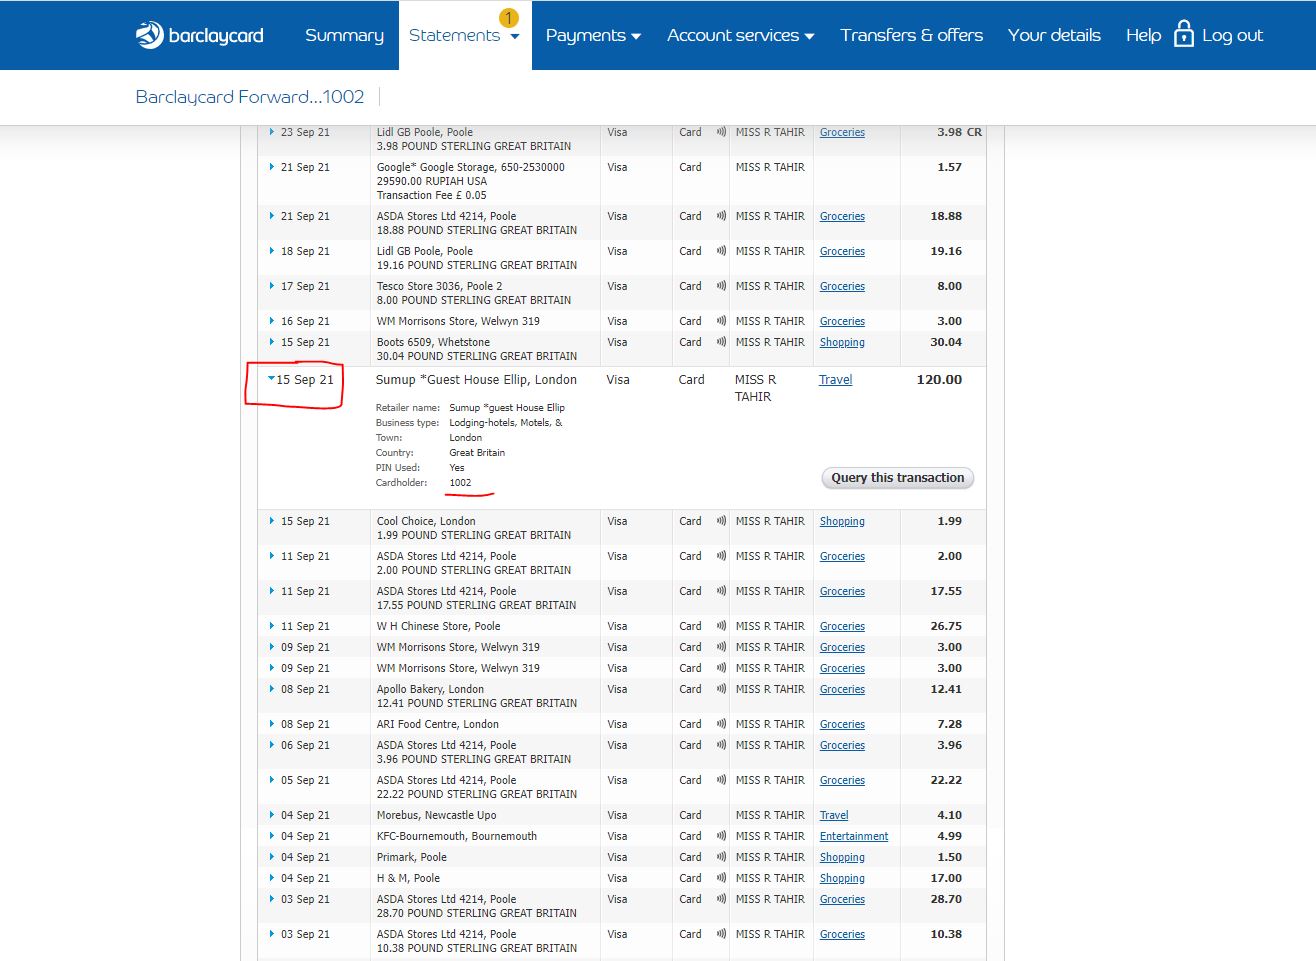 barclaycard Summary Statements 1 Payments Account services Transfers & offers Your details Help Log out
Barclaycard Forward...1002
23 Sep 21 Lidl GB Poole, Poole Visa Card MISS R TAHIR Groceries 3.98 CR
3.98 POUND STERLING GREAT BRITAIN
21 Sep 21 Google* Google Storage, 650-2530000 Visa Card MISS R TAHIR 1.57
29590.00 RUPIAH USA
Transaction Fee £ 0.05
21 Sep 21 ASDA Stores Ltd 4214, Poole Visa Card MISS R TAHIR Groceries 18.88
18.88 POUND STERLING GREAT BRITAIN
18 Sep 21 Lidl GB Poole, Poole Visa Card MISS R TAHIR Groceries 19.16
19.16 POUND STERLING GREAT BRITAIN
17 Sep 21 Tesco Store 3036, Poole 2 Visa Card MISS R TAHIR Groceries 8.00
8.00 POUND STERLING GREAT BRITAIN
16 Sep 21 WM Morrisons Store, Welwyn 319 Visa Card MISS R TAHIR Groceries 3.00
15 Sep 21 Boots 6509, Whetstone Visa Card MISS R TAHIR Shopping 30.04
30.04 POUND STERLING GREAT BRITAIN
15 Sep 21 Sumup *Guest House Ellip, London Visa Card MISS R Travel 120.00
TAHIR
Retailer name: Sumup *guest House Ellip
Business type: Lodging-hotels, Motels, &
Town: London
Country: Great Britain
PIN Used: Yes
Cardholder: 1002
Query this transaction
15 Sep 21 Cool Choice, London Visa Card MISS R TAHIR Shopping 1.99
1.99 POUND STERLING GREAT BRITAIN
11 Sep 21 ASDA Stores Ltd 4214, Poole Visa Card MISS R TAHIR Groceries 2.00
2.00 POUND STERLING GREAT BRITAIN
11 Sep 21 ASDA Stores Ltd 4214, Poole Visa Card MISS R TAHIR Groceries 17.55
17.55 POUND STERLING GREAT BRITAIN
11 Sep 21 W H Chinese Store, Poole Visa Card MISS R TAHIR Groceries 26.75
09 Sep 21 WM Morrisons Store, Welwyn 319 Visa Card MISS R TAHIR Groceries 3.00
09 Sep 21 WM Morrisons Store, Welwyn 319 Visa Card MISS R TAHIR Groceries 3.00
08 Sep 21 Apollo Bakery, London Visa Card MISS R TAHIR Groceries 12.41
12.41 POUND STERLING GREAT BRITAIN
08 Sep 21 ARI Food Centre, London Visa Card MISS R TAHIR Groceries 7.28
06 Sep 21 ASDA Stores Ltd 4214, Poole Visa Card MISS R TAHIR Groceries 3.96
3.96 POUND STERLING GREAT BRITAIN
05 Sep 21 ASDA Stores Ltd 4214, Poole Visa Card MISS R TAHIR Groceries 22.22
22.22 POUND STERLING GREAT BRITAIN
04 Sep 21 Morebus, Newcastle Upo Visa Card MISS R TAHIR Travel 4.10
04 Sep 21 KFC-Bournemouth, Bournemouth Visa Card MISS R TAHIR Entertainment 4.99
04 Sep 21 Primark, Poole Visa Card MISS R TAHIR Shopping 1.50
04 Sep 21 H & M, Poole Visa Card MISS R TAHIR Shopping 17.00
03 Sep 21 ASDA Stores Ltd 4214, Poole Visa Card MISS R TAHIR Groceries 28.70
28.70 POUND STERLING GREAT BRITAIN
03 Sep 21 ASDA Stores Ltd 4214, Poole Visa Card MISS R TAHIR Groceries 10.38
10.38 POUND STERLING GREAT BRITAIN